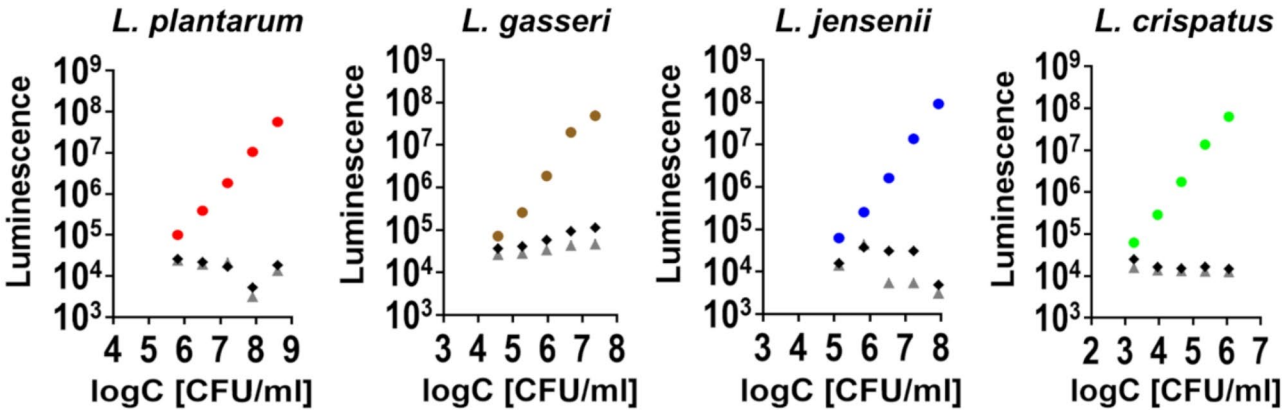 L. plantarum
10⁹
10⁸
10⁷
10⁶
10⁵
10⁴
10³
Luminescence
4 5 6 7 8 9
logC [CFU/ml]
L. gasseri
10⁹
10⁸
10⁷
10⁶
10⁵
10⁴
10³
Luminescence
3 4 5 6 7 8
logC [CFU/ml]
L. jensenii
10⁹
10⁸
10⁷
10⁶
10⁵
10⁴
10³
Luminescence
3 4 5 6 7 8
logC [CFU/ml]
L. crispatus
10⁹
10⁸
10⁷
10⁶
10⁵
10⁴
10³
Luminescence
2 3 4 5 6 7
logC [CFU/ml]